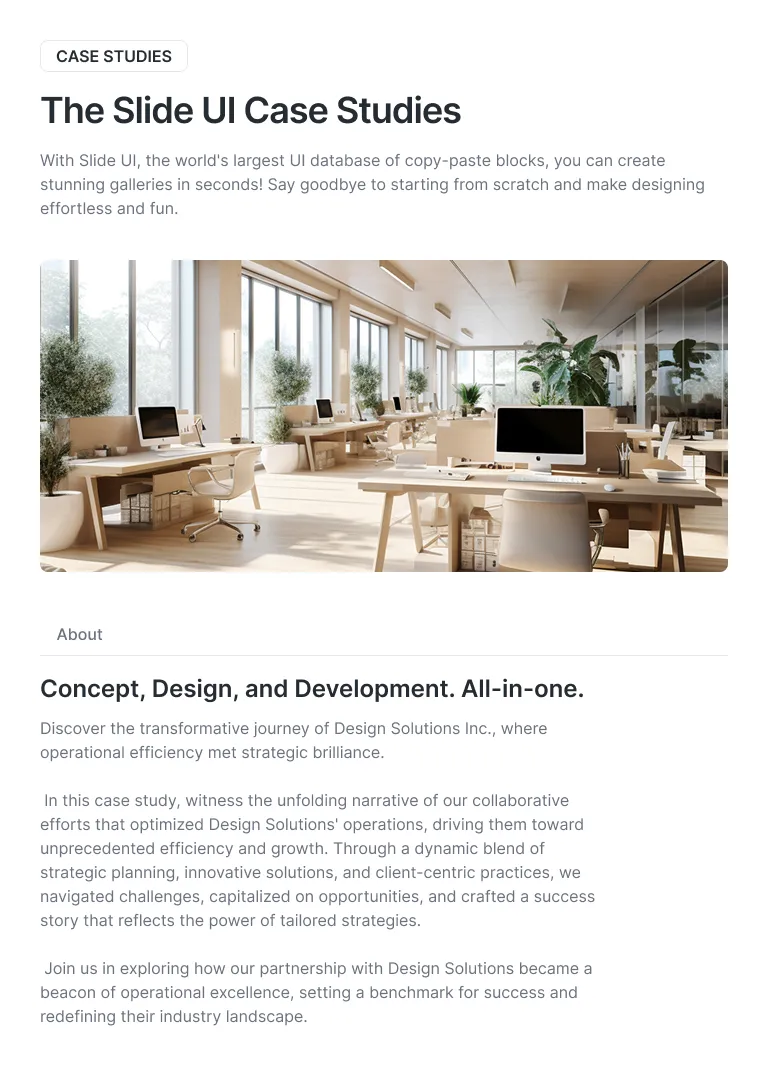 CASE STUDIES
The Slide UI Case Studies
With Slide UI, the world's largest UI database of copy-paste blocks, you can create
stunning galleries in seconds! Say goodbye to starting from scratch and make designing
effortless and fun.
About
Concept, Design, and Development. All-in-one.
Discover the transformative journey of Design Solutions Inc., where
operational efficiency met strategic brilliance.
In this case study, witness the unfolding narrative of our collaborative
efforts that optimized Design Solutions' operations, driving them toward
unprecedented efficiency and growth. Through a dynamic blend of
strategic planning, innovative solutions, and client-centric practices, we
navigated challenges, capitalized on opportunities, and crafted a success
story that reflects the power of tailored strategies.
Join us in exploring how our partnership with Design Solutions became a
beacon of operational excellence, setting a benchmark for success and
redefining their industry landscape.